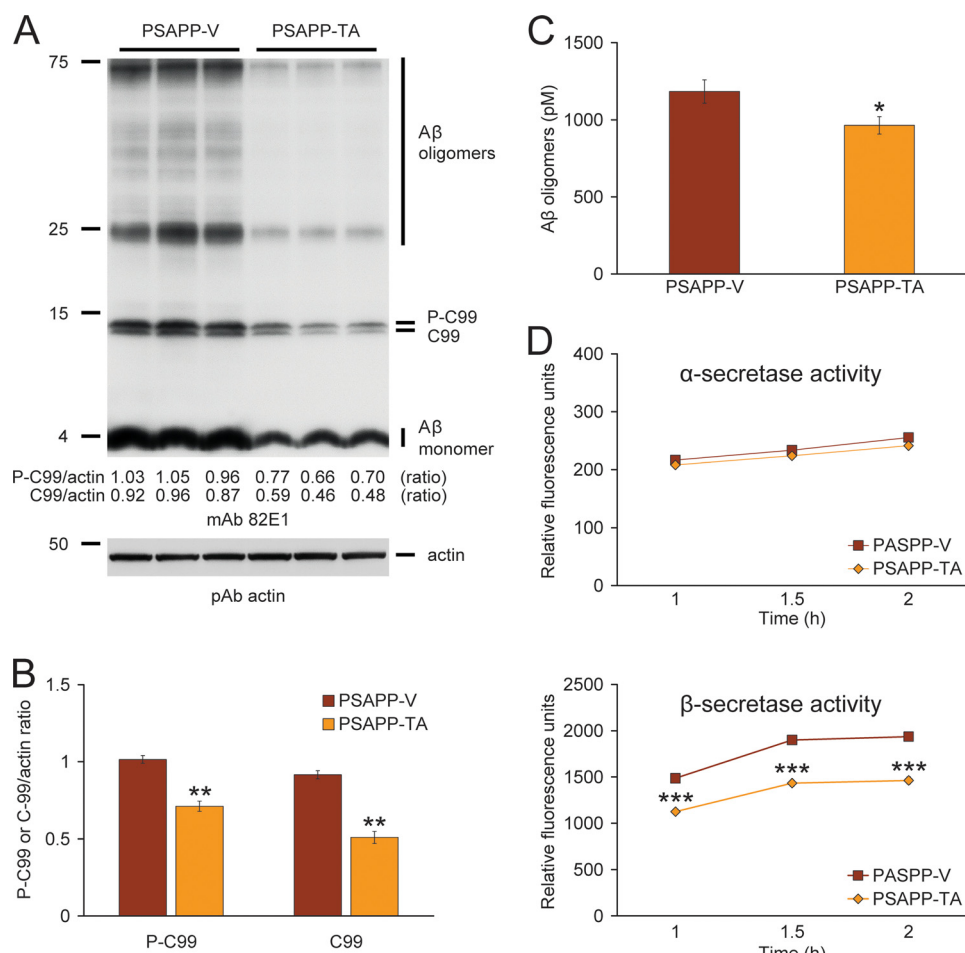 A
PSAPP-V PSAPP-TA
75
Aβ
oligomers
25
15
P-C99
C99
4
Aβ
monomer
P-C99/actin 1.03 1.05 0.96 0.77 0.66 0.70 (ratio)
C99/actin 0.92 0.96 0.87 0.59 0.46 0.48 (ratio)
mAb 82E1
50
actin
pAb actin
B
P-C99 or C-99/actin ratio
1.5
1
0.5
0
PSAPP-V
PSAPP-TA
**
**
P-C99 C99
C
Aβ oligomers (pM)
1500
1000
500
0
*
PSAPP-V PSAPP-TA
D
Relative fluorescence units
400
300
200
100
0
α-secretase activity
PASPP-V
PSAPP-TA
1 1.5 2
Time (h)
Relative fluorescence units
2500
2000
1500
1000
500
0
β-secretase activity
*** *** ***
PASPP-V
PSAPP-TA
1 1.5 2
Time (h)